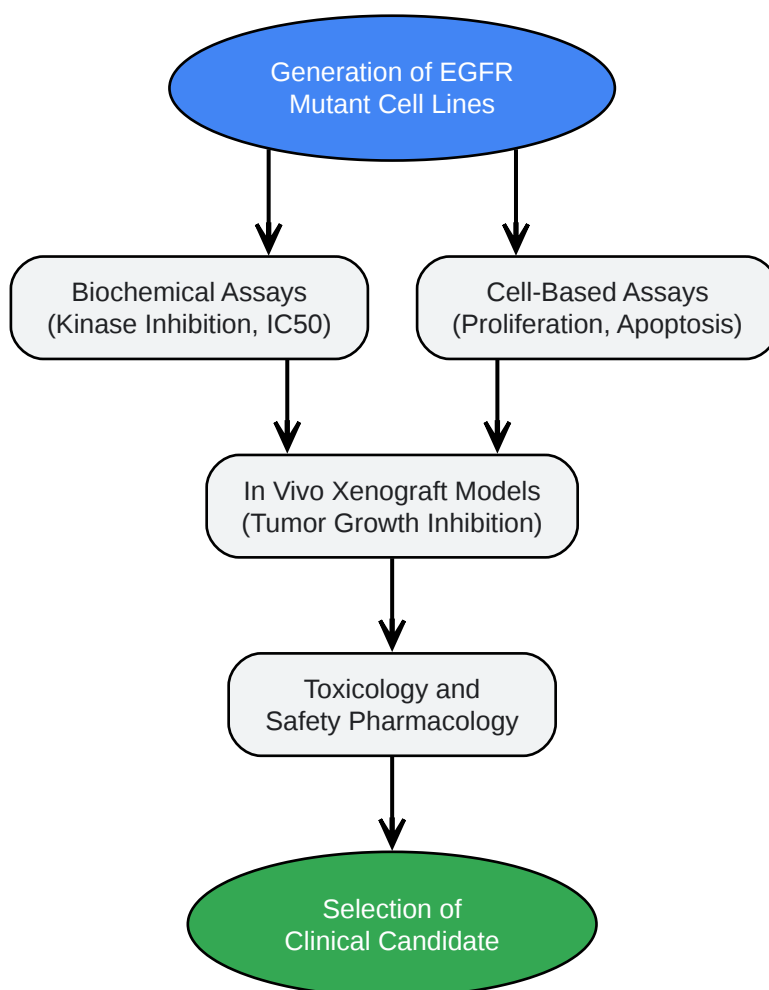 Generation of EGFR
Mutant Cell Lines
Biochemical Assays
(Kinase Inhibition, IC50)
Cell-Based Assays
(Proliferation, Apoptosis)
In Vivo Xenograft Models
(Tumor Growth Inhibition)
Toxicology and
Safety Pharmacology
Selection of
Clinical Candidate